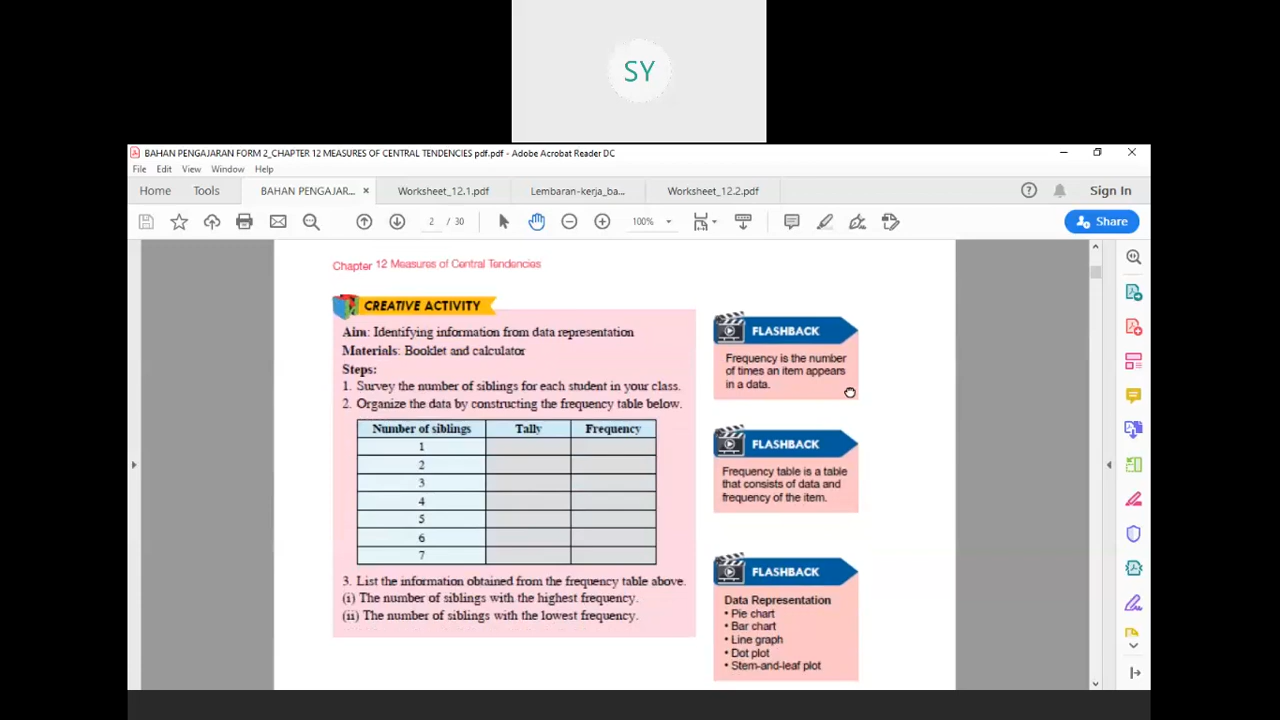 SY
BAHAN PENGAJARAN FORM 2_CHAPTER 12 MEASURES OF CENTRAL TENDENCIES pdf.pdf - Adobe Acrobat Reader DC
File Edit View Window Help
Home Tools BAHAN PENGAJAR... × Worksheet_12.1.pdf Lembaran-kerja_ba... Worksheet_12.2.pdf Sign In
2 / 30 100% Share
Chapter 12 Measures of Central Tendencies
CREATIVE ACTIVITY
Aim: Identifying information from data representation
Materials: Booklet and calculator
Steps:
1. Survey the number of siblings for each student in your class.
2. Organize the data by constructing the frequency table below.
Number of siblings Tally Frequency
1
2
3
4
5
6
7
3. List the information obtained from the frequency table above.
(i) The number of siblings with the highest frequency.
(ii) The number of siblings with the lowest frequency.
FLASHBACK
Frequency is the number
of times an item appears
in a data.
FLASHBACK
Frequency table is a table
that consists of data and
frequency of the item.
FLASHBACK
Data Representation
• Pie chart
• Bar chart
• Line graph
• Dot plot
• Stem-and-leaf plot